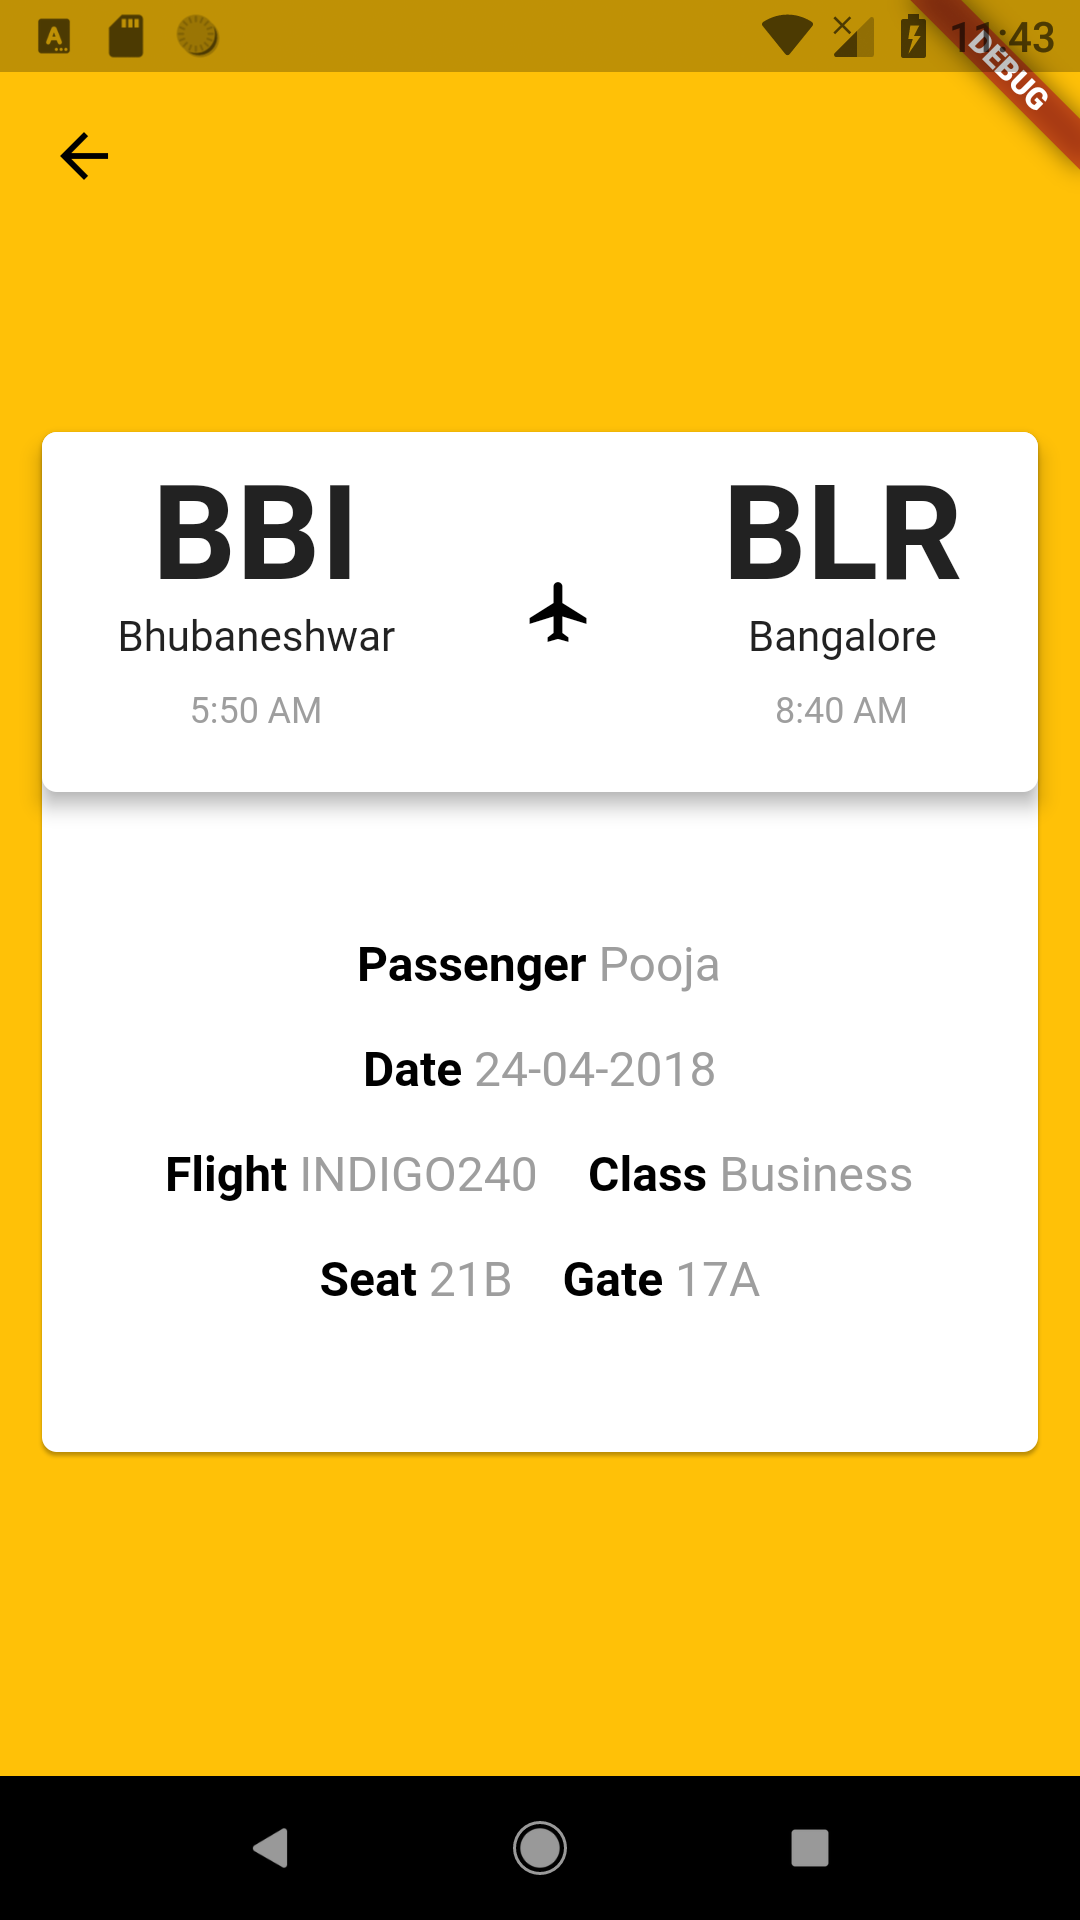 11:43
DEBUG
BBI BLR
Bhubaneshwar Bangalore
5:50 AM 8:40 AM
Passenger Pooja
Date 24-04-2018
Flight INDIGO240 Class Business
Seat 21B Gate 17A